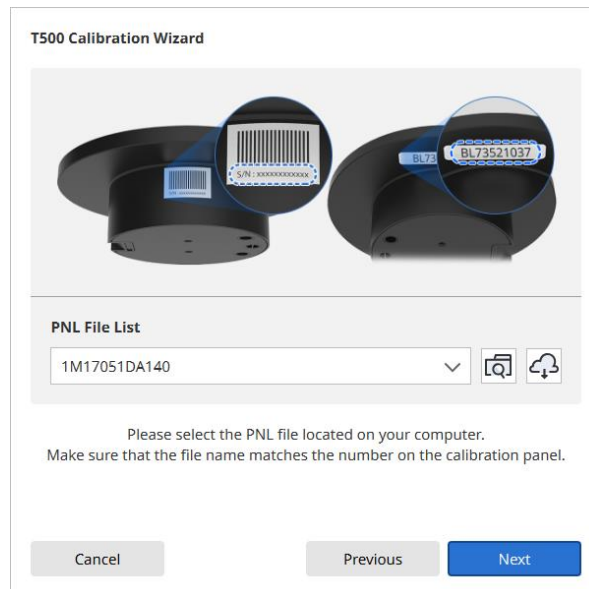 T500 Calibration Wizard
S/N : xxxxxxxxxxxx
BL73
BL73521037
PNL File List
1M17051DA140
Please select the PNL file located on your computer.
Make sure that the file name matches the number on the calibration panel.
Cancel
Previous
Next